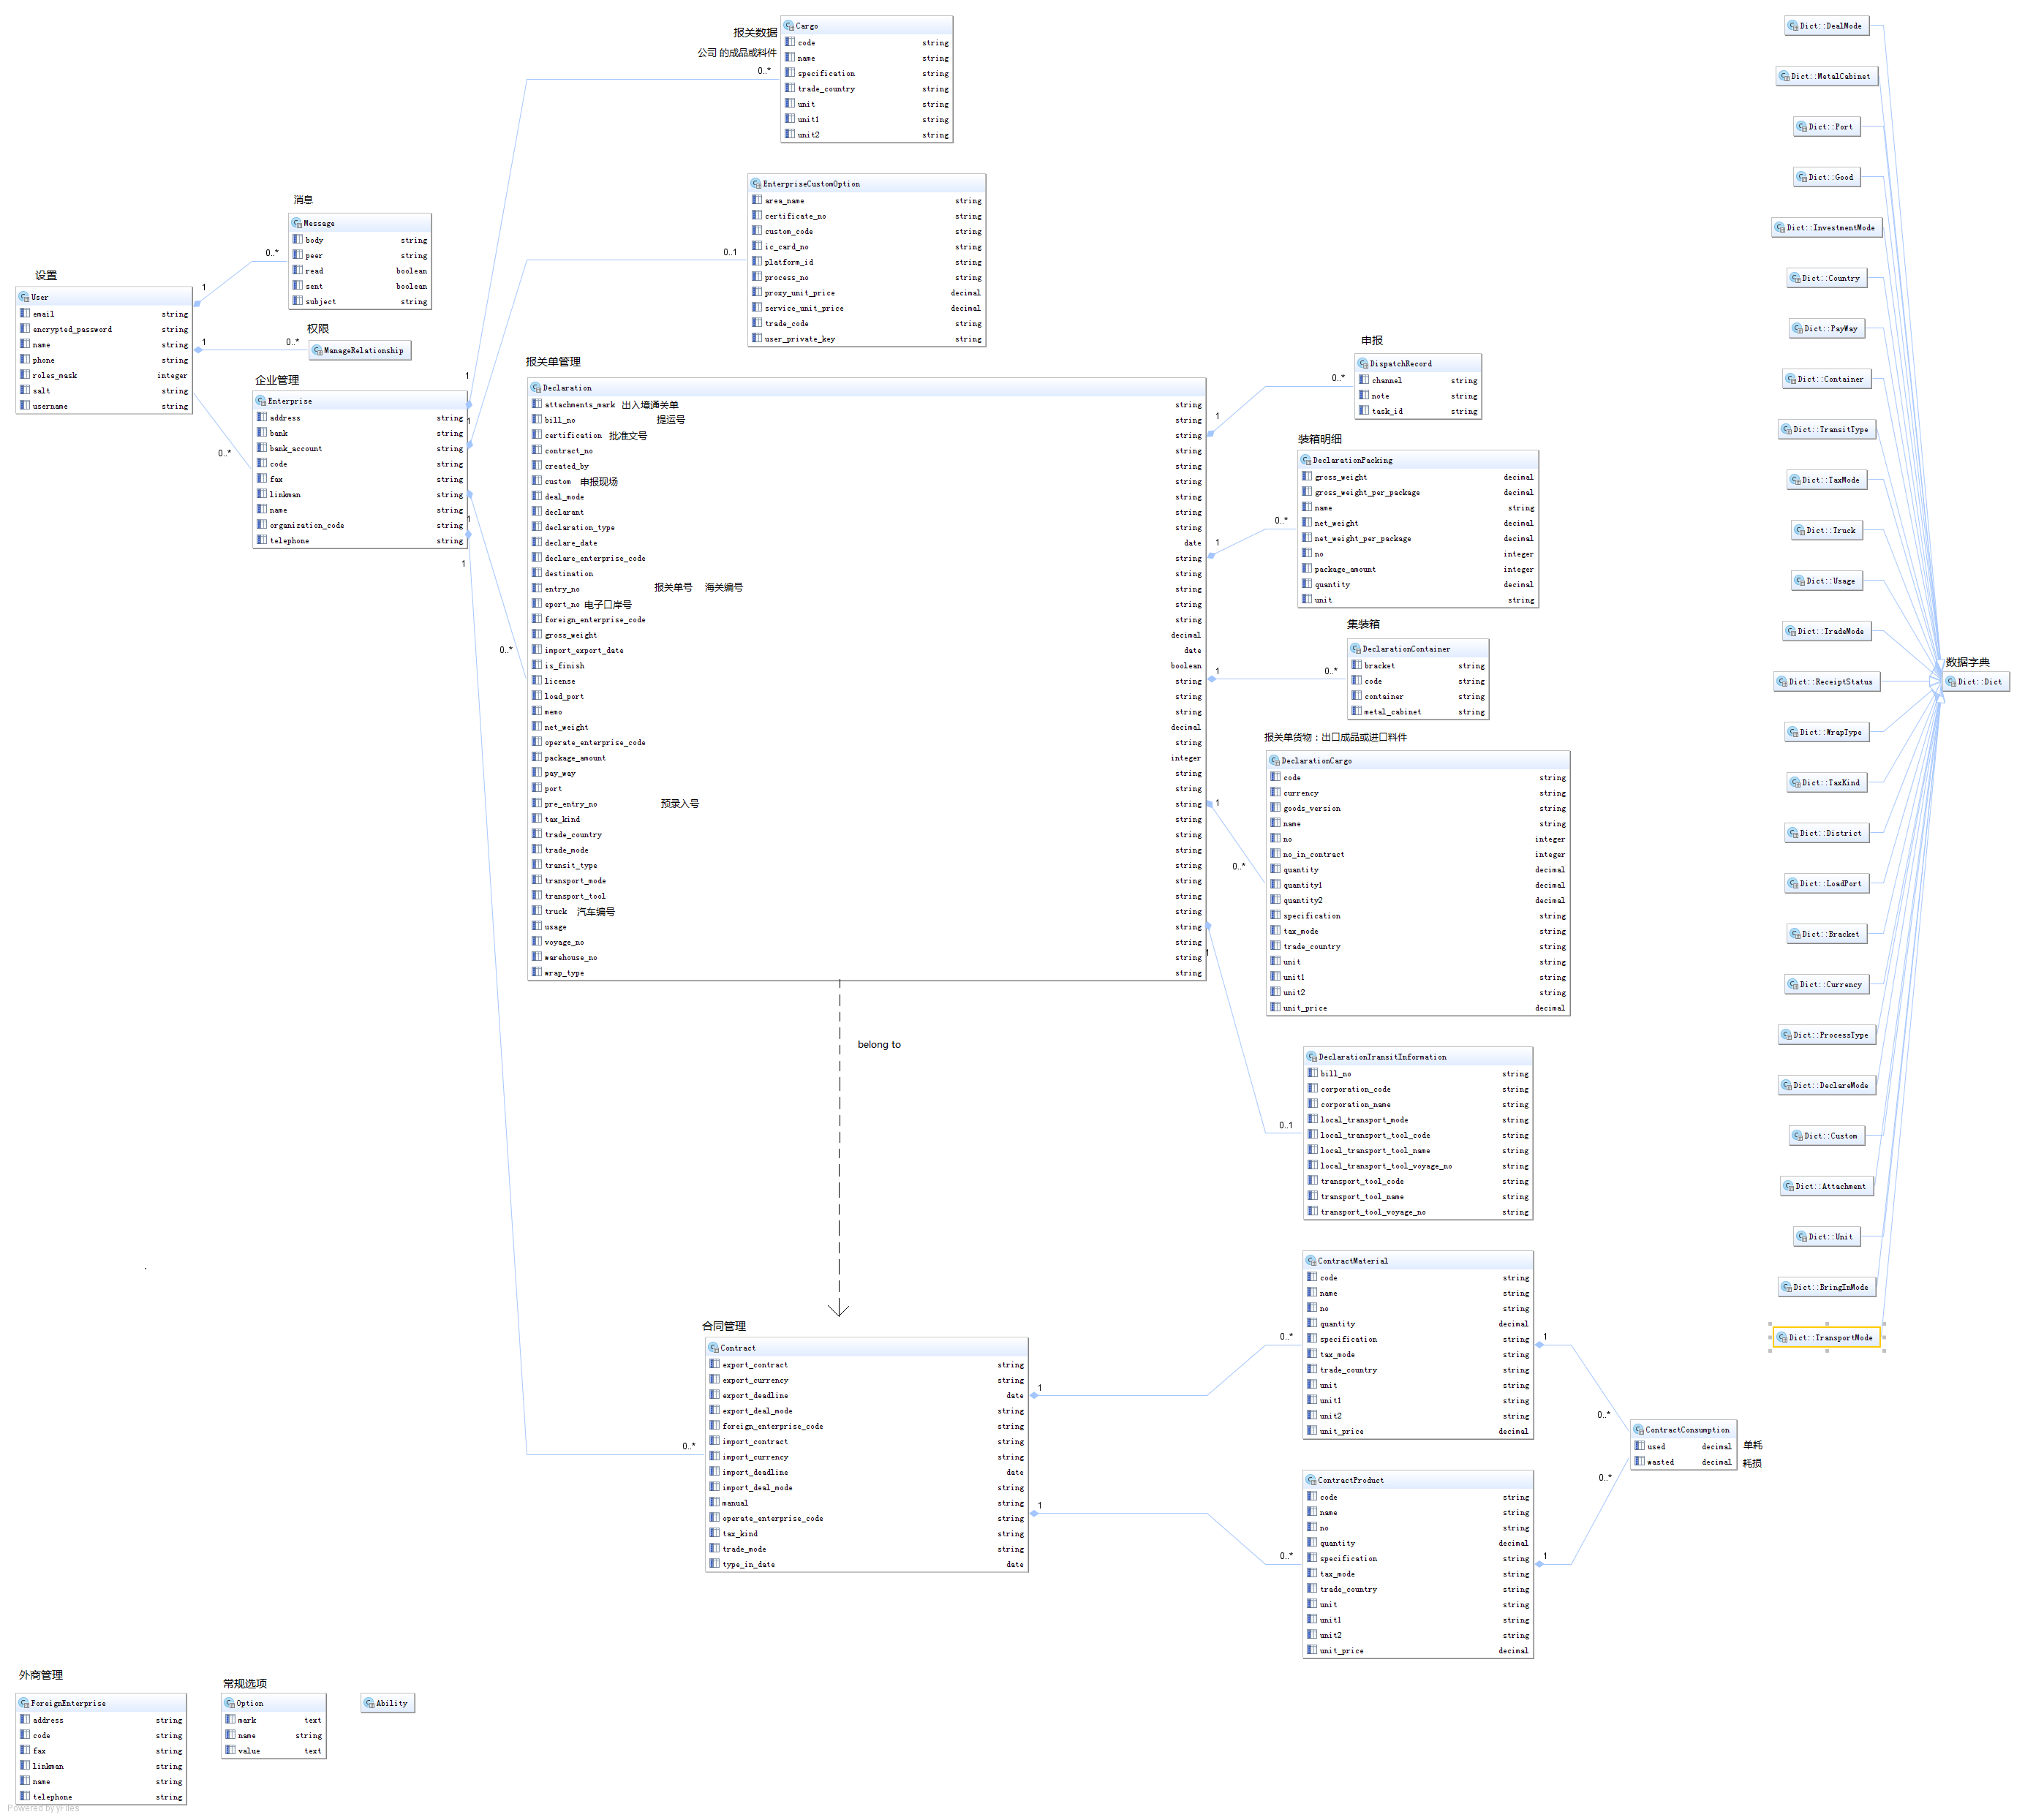 报关数据
公司 的成品或料件
0..*
Cargo
code string
name string
specification string
trade_country string
unit string
unit1 string
unit2 string
EnterpriseCustomOption
area_name string
certificate_no string
custom_code string
ic_card_no string
platform_id string
process_no string
proxy_unit_price decimal
service_unit_price decimal
trade_code string
user_private_key string
0..1
消息
Message
body string
peer string
read boolean
sent boolean
subject string
0..*
1
设置
User
email string
encrypted_password string
name string
phone string
roles_mask integer
salt string
username string
1
0..*
权限
ManageRelationship
0..*
企业管理
Enterprise
address string
bank string
bank_account string
code string
fax string
linkman string
name string
organization_code string
telephone string
1
1
1
1
0..*
报关单管理
Declaration
attachments_mark 出入境通关单 string
bill_no 提运号 string
certification 批准文号 string
contract_no string
created_by string
custom 申报现场 string
deal_mode string
declarant string
declaration_type string
declare_date date
declare_enterprise_code string
destination string
entry_no 报关单号 海关编号 string
eport_no 电子口岸号 string
foreign_enterprise_code string
gross_weight decimal
import_export_date date
is_finish boolean
license string
load_port string
memo string
net_weight decimal
operate_enterprise_code string
package_amount integer
pay_way string
port string
pre_entry_no 预录入号 string
tax_kind string
trade_country string
trade_mode string
transit_type string
transport_mode string
transport_tool string
truck 汽车编号 string
usage string
voyage_no string
warehouse_no string
wrap_type string
申报
DispatchRecord
channel string
note string
task_id string
0..*
1
装箱明细
DeclarationPacking
gross_weight decimal
gross_weight_per_package decimal
name string
net_weight decimal
net_weight_per_package decimal
no integer
package_amount integer
quantity decimal
unit string
0..*
1
集装箱
DeclarationContainer
bracket string
code string
container string
metal_cabinet string
1
0..*
报关单货物：出口成品或进口料件
DeclarationCargo
code string
currency string
goods_version string
name string
no integer
no_in_contract integer
quantity decimal
quantity1 decimal
quantity2 decimal
specification string
tax_mode string
trade_country string
unit string
unit1 string
unit2 string
unit_price decimal
1
0..*
1
belong to
DeclarationTransitInformation
bill_no string
corporation_code string
corporation_name string
local_transport_mode string
local_transport_tool_code string
local_transport_tool_name string
local_transport_tool_voyage_no string
transport_tool_code string
transport_tool_name string
transport_tool_voyage_no string
0..1
合同管理
Contract
export_contract string
export_currency string
export_deadline date
export_deal_mode string
foreign_enterprise_code string
import_contract string
import_currency string
import_deadline date
import_deal_mode string
manual string
operate_enterprise_code string
tax_kind string
trade_mode string
type_in_date date
0..*
1
1
ContractMaterial
code string
name string
no string
quantity decimal
specification string
tax_mode string
trade_country string
unit string
unit1 string
unit2 string
unit_price decimal
0..*
1
ContractProduct
code string
name string
no string
quantity decimal
specification string
tax_mode string
trade_country string
unit string
unit1 string
unit2 string
unit_price decimal
0..*
1
ContractConsumption
used decimal 单耗
wasted decimal 耗损
0..*
0..*
Dict::DealMode
Dict::MetalCabinet
Dict::Port
Dict::Good
Dict::InvestmentMode
Dict::Country
Dict::PayWay
Dict::Container
Dict::TransitType
Dict::TaxMode
Dict::Truck
Dict::Usage
Dict::TradeMode
Dict::ReceiptStatus
Dict::WrapType
Dict::TaxKind
Dict::District
Dict::LoadPort
Dict::Bracket
Dict::Currency
Dict::ProcessType
Dict::DeclareMode
Dict::Custom
Dict::Attachment
Dict::Unit
Dict::BringInMode
Dict::TransportMode
数据字典
Dict::Dict
外商管理
ForeignEnterprise
address string
code string
fax string
linkman string
name string
telephone string
常规选项
Option
mark text
name string
value text
Ability
Powered by yFiles